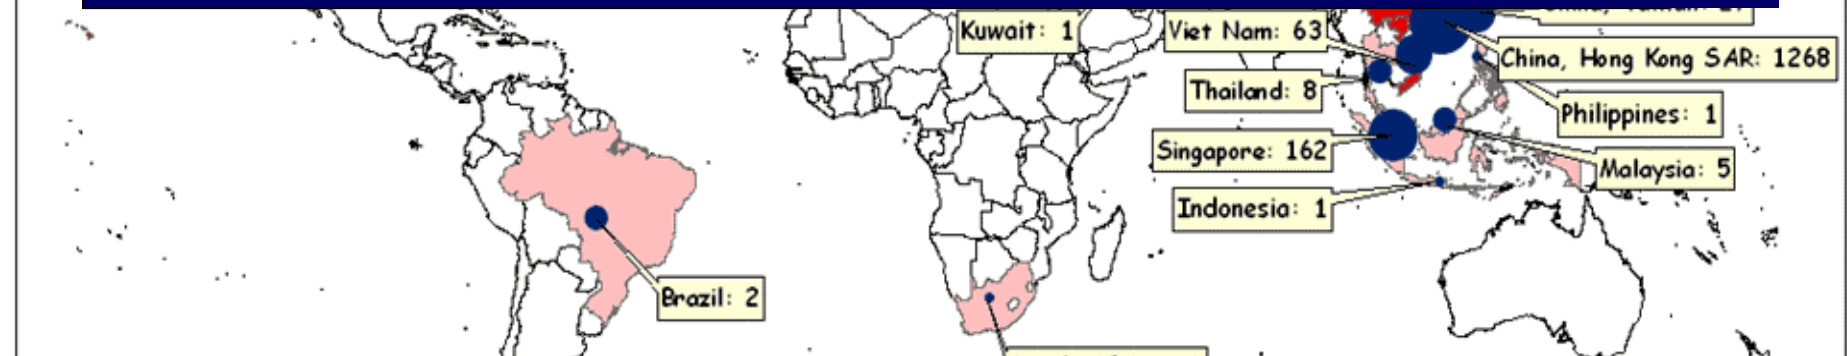 Kuwait: 1
Viet Nam: 63
China, Hong Kong SAR: 1268
Thailand: 8
Philippines: 1
Singapore: 162
Malaysia: 5
Indonesia: 1
Brazil: 2